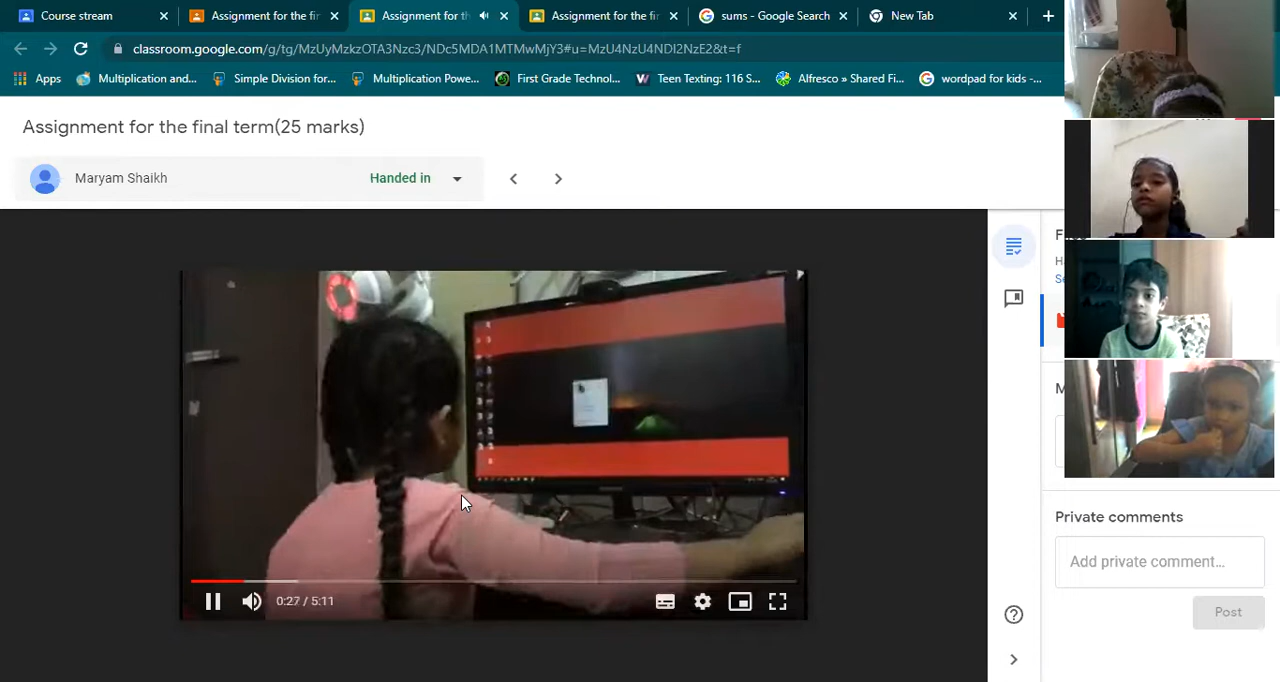 Course stream
Assignment for the fir
Assignment for th
Assignment for the fir
sums - Google Search
New Tab
classroom.google.com/g/tg/MzUyMzkzOTA3Nzc3/NDc5MDA1MTMwMjY3#u=MzU4NzU4NDI2NzE2&t=f
Apps
Multiplication and...
Simple Division for...
Multiplication Powe...
First Grade Technol...
Teen Texting: 116 S...
Alfresco » Shared Fi...
wordpad for kids -...
Assignment for the final term(25 marks)
Maryam Shaikh
Handed in
0:27 / 5:11
Private comments
Add private comment...
Post